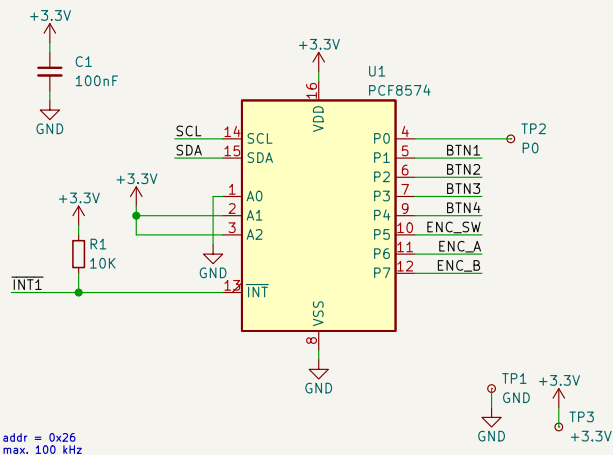 +3.3V
C1
100nF
GND
+3.3V
16
VDD
U1
PCF8574
SCL 14 SCL
SDA 15 SDA
P0 4
TP2
P0
P1 5 BTN1
P2 6 BTN2
P3 7 BTN3
P4 9 BTN4
P5 10 ENC_SW
P6 11 ENC_A
P7 12 ENC_B
+3.3V
1 A0
2 A1
3 A2
GND
+3.3V
R1
10K
INT1 13 INT
VSS
8
GND
TP1
GND
GND
+3.3V
TP3
+3.3V
addr = 0x26
max. 100 kHz